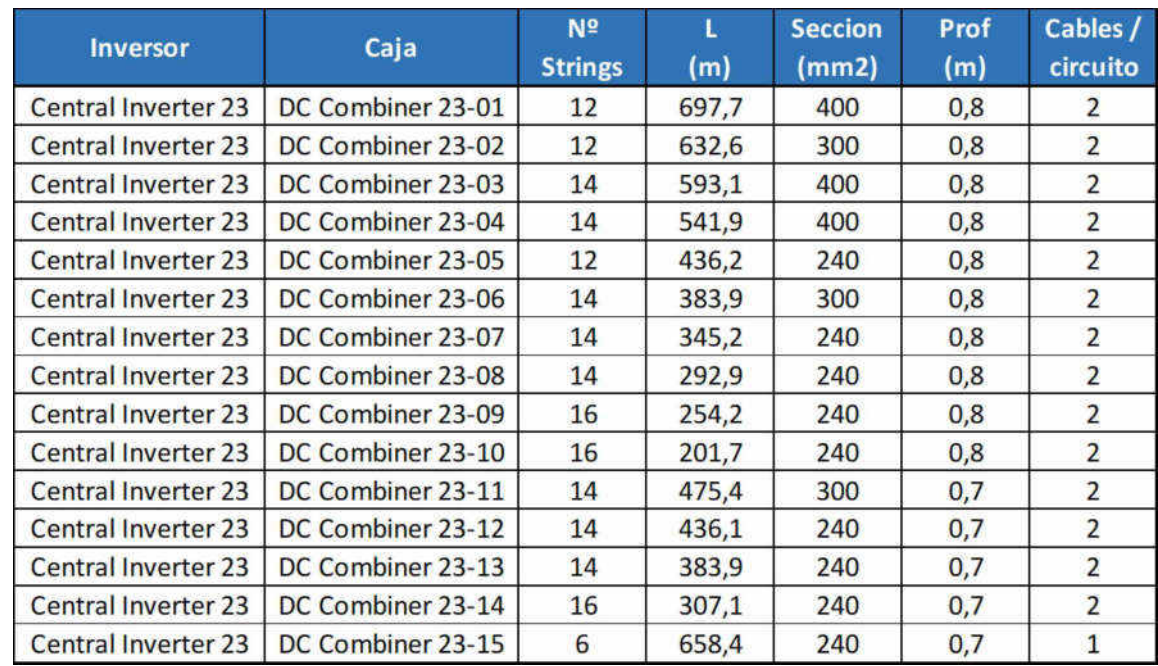 Inversor Caja Nº Strings L (m) Seccion (mm2) Prof (m) Cables / circuito
Central Inverter 23 DC Combiner 23-01 12 697,7 400 0,8 2
Central Inverter 23 DC Combiner 23-02 12 632,6 300 0,8 2
Central Inverter 23 DC Combiner 23-03 14 593,1 400 0,8 2
Central Inverter 23 DC Combiner 23-04 14 541,9 400 0,8 2
Central Inverter 23 DC Combiner 23-05 12 436,2 240 0,8 2
Central Inverter 23 DC Combiner 23-06 14 383,9 300 0,8 2
Central Inverter 23 DC Combiner 23-07 14 345,2 240 0,8 2
Central Inverter 23 DC Combiner 23-08 14 292,9 240 0,8 2
Central Inverter 23 DC Combiner 23-09 16 254,2 240 0,8 2
Central Inverter 23 DC Combiner 23-10 16 201,7 240 0,8 2
Central Inverter 23 DC Combiner 23-11 14 475,4 300 0,7 2
Central Inverter 23 DC Combiner 23-12 14 436,1 240 0,7 2
Central Inverter 23 DC Combiner 23-13 14 383,9 240 0,7 2
Central Inverter 23 DC Combiner 23-14 16 307,1 240 0,7 2
Central Inverter 23 DC Combiner 23-15 6 658,4 240 0,7 1